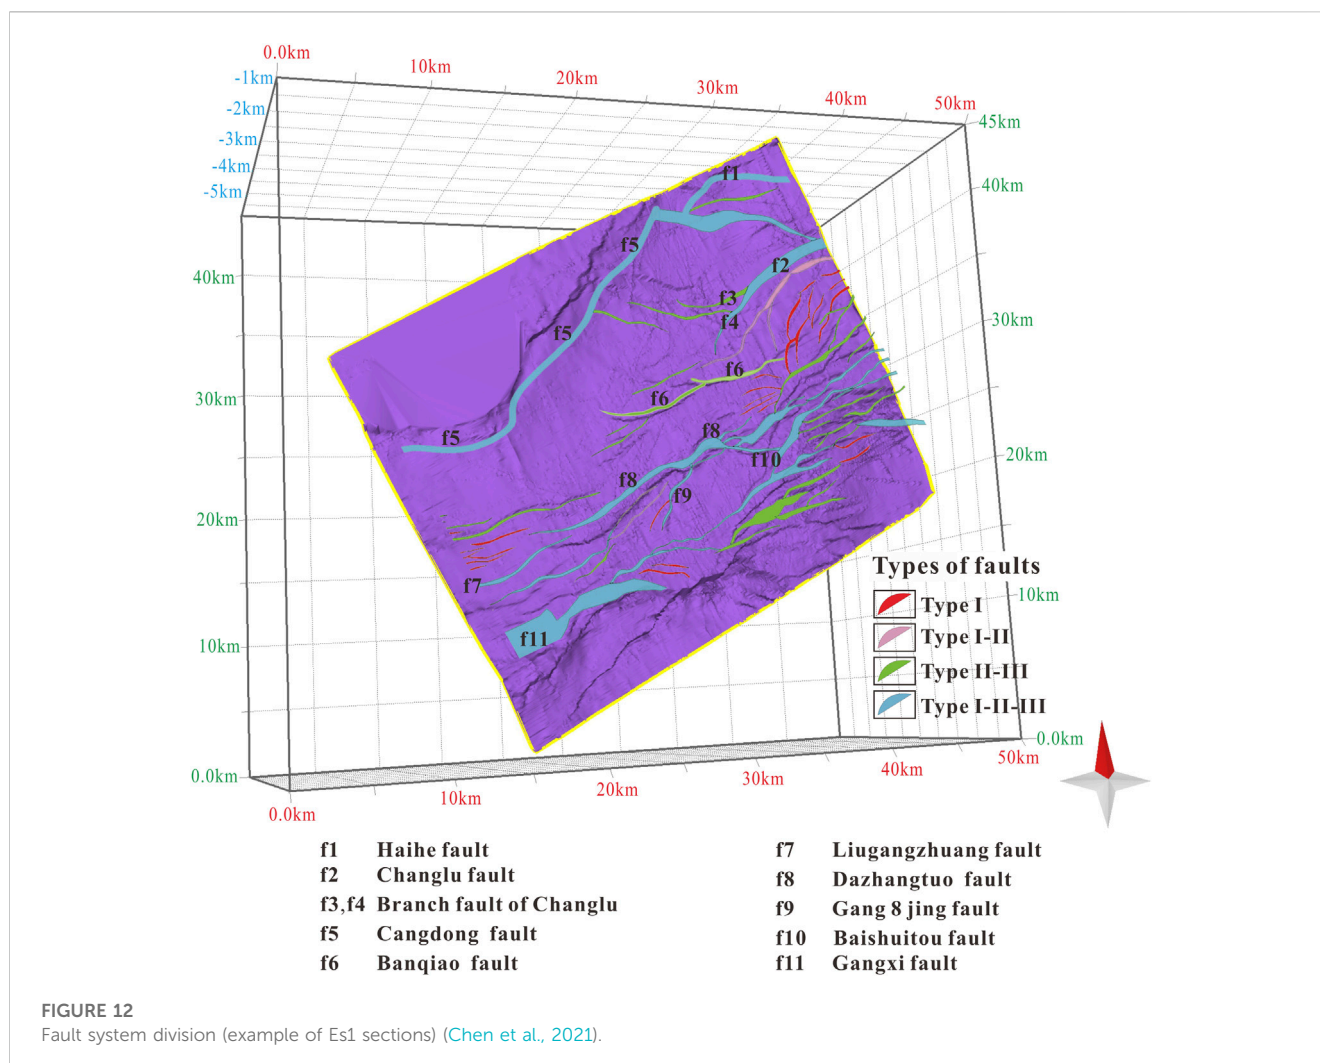 0.0km
10km
20km
30km
40km
50km
-1km
-2km
-3km
-4km
-5km
45km
40km
30km
20km
10km
0.0km
40km
30km
20km
10km
0.0km
0.0km
10km
20km
30km
40km
50km
f1
f5
f2
f3
f4
f5
f6
f6
f5
f8
f10
f8
f9
f7
f11
Types of faults
Type I
Type I-II
Type II-III
Type I-II-III
f1 Haihe fault
f2 Changlu fault
f3,f4 Branch fault of Changlu
f5 Cangdong fault
f6 Banqiao fault
f7 Liugangzhuang fault
f8 Dazhangtuo fault
f9 Gang 8 jing fault
f10 Baishuitou fault
f11 Gangxi fault
FIGURE 12
Fault system division (example of Es1 sections) (Chen et al., 2021).